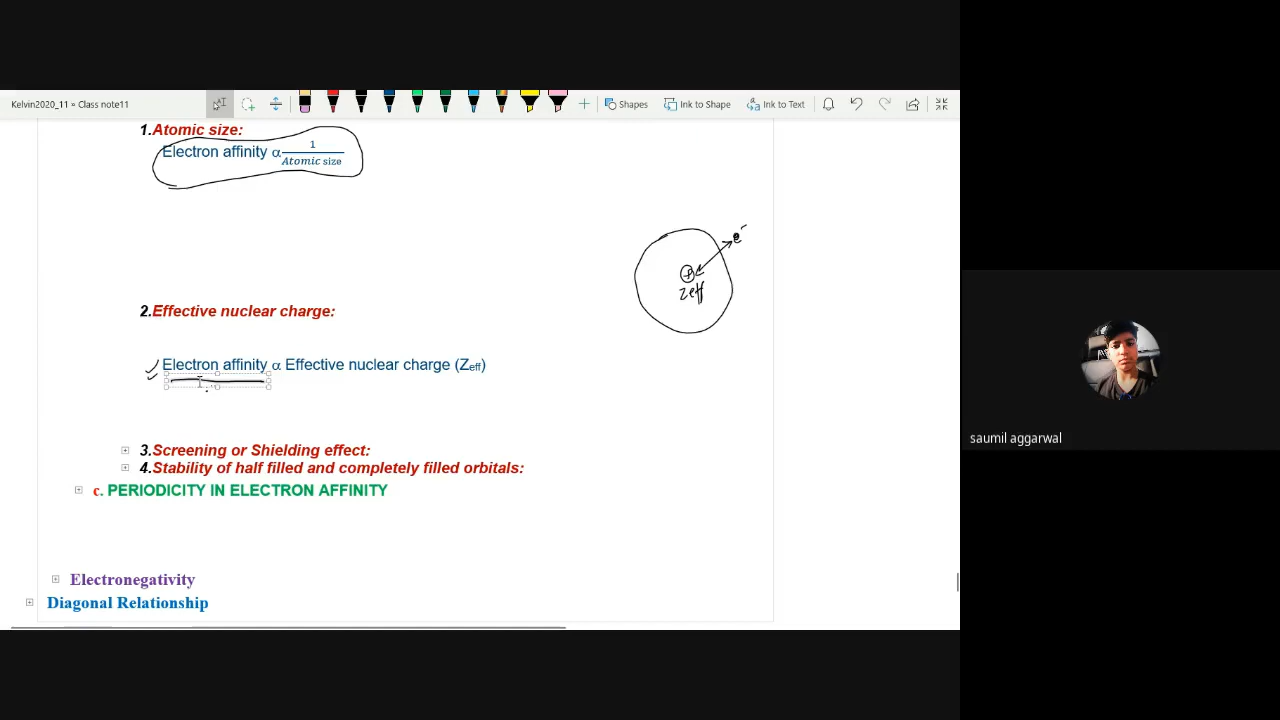 Kelvin2020_11 » Class note11
Shapes
Ink to Shape
Ink to Text
1.Atomic size:
Electron affinity α 1/Atomic size
e-
+
Zeff
2.Effective nuclear charge:
Electron affinity α Effective nuclear charge (Zeff)
3.Screening or Shielding effect:
4.Stability of half filled and completely filled orbitals:
c. PERIODICITY IN ELECTRON AFFINITY
Electronegativity
Diagonal Relationship
saumil aggarwal